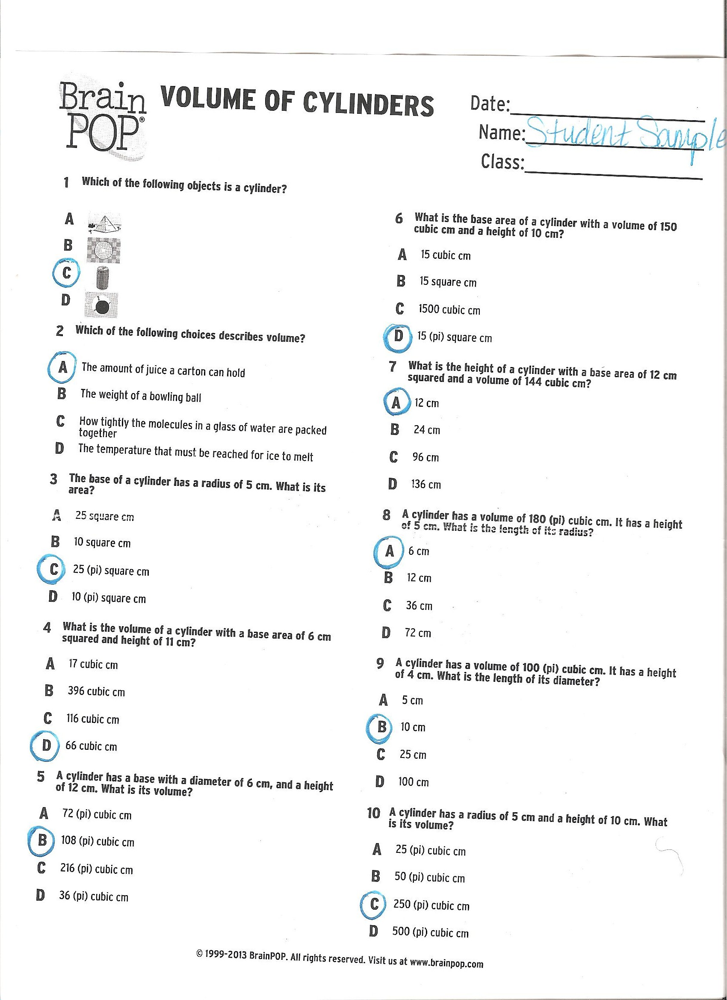 Brain
POP®
VOLUME OF CYLINDERS
Date:
Name: Student Sample
Class:
1 Which of the following objects is a cylinder?
A
B
C
D
2 Which of the following choices describes volume?
A The amount of juice a carton can hold
B The weight of a bowling ball
C How tightly the molecules in a glass of water are packed
together
D The temperature that must be reached for ice to melt
3 The base of a cylinder has a radius of 5 cm. What is its
area?
A 25 square cm
B 10 square cm
C 25 (pi) square cm
D 10 (pi) square cm
4 What is the volume of a cylinder with a base area of 6 cm
squared and height of 11 cm?
A 17 cubic cm
B 396 cubic cm
C 116 cubic cm
D 66 cubic cm
5 A cylinder has a base with a diameter of 6 cm, and a height
of 12 cm. What is its volume?
A 72 (pi) cubic cm
B 108 (pi) cubic cm
C 216 (pi) cubic cm
D 36 (pi) cubic cm
6 What is the base area of a cylinder with a volume of 150
cubic cm and a height of 10 cm?
A 15 cubic cm
B 15 square cm
C 1500 cubic cm
D 15 (pi) square cm
7 What is the height of a cylinder with a base area of 12 cm
squared and a volume of 144 cubic cm?
A 12 cm
B 24 cm
C 96 cm
D 136 cm
8 A cylinder has a volume of 180 (pi) cubic cm. It has a height
of 5 cm. What is the length of its radius?
A 6 cm
B 12 cm
C 36 cm
D 72 cm
9 A cylinder has a volume of 100 (pi) cubic cm. It has a height
of 4 cm. What is the length of its diameter?
A 5 cm
B 10 cm
C 25 cm
D 100 cm
10 A cylinder has a radius of 5 cm and a height of 10 cm. What
is its volume?
A 25 (pi) cubic cm
B 50 (pi) cubic cm
C 250 (pi) cubic cm
D 500 (pi) cubic cm
© 1999-2013 BrainPOP. All rights reserved. Visit us at www.brainpop.com